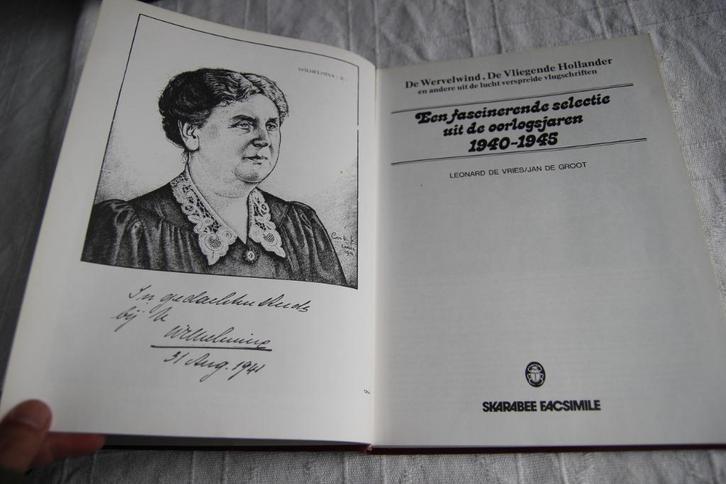 In gedachten steeds
bij U
Wilhelmina
31 Aug. 1941
De Wervelwind, De Vliegende Hollander
en andere uit de lucht verspreide vlugschriften
Een fascinerende selectie
uit de oorlogsjaren
1940-1945
LEONARD DE VRIES/JAN DE GROOT
SKARABEE FACSIMILE